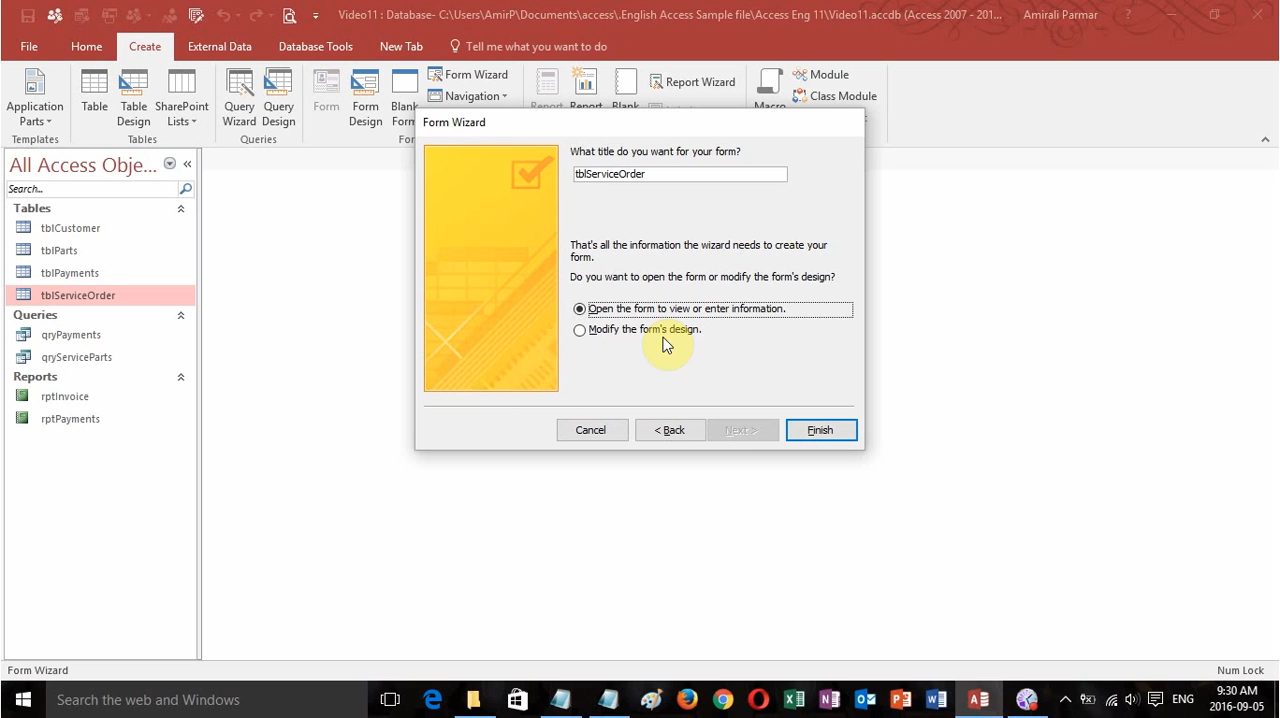 Video11 : Database- C:\Users\AmirP\Documents\access\.English Access Sample file\Access Eng 11\Video11.accdb (Access 2007 - 201...
Amirali Parmar
?
File
Home
Create
External Data
Database Tools
New Tab
Tell me what you want to do
Application
Parts
Templates
Table
Table
Design
SharePoint
Lists
Tables
Query
Wizard
Query
Design
Queries
Form
Form
Design
Blank
Form
Form Wizard
Navigation
Report
Report
Blank
Report Wizard
Macro
Module
Class Module
Form Wizard
What title do you want for your form?
tblServiceOrder
That's all the information the wizard needs to create your
form.
Do you want to open the form or modify the form's design?
Open the form to view or enter information.
Modify the form's design.
Cancel
< Back
Next >
Finish
All Access Obje...
Search...
Tables
tblCustomer
tblParts
tblPayments
tblServiceOrder
Queries
qryPayments
qryServiceParts
Reports
rptInvoice
rptPayments
Form Wizard
Num Lock
Search the web and Windows
ENG
9:30 AM
2016-09-05